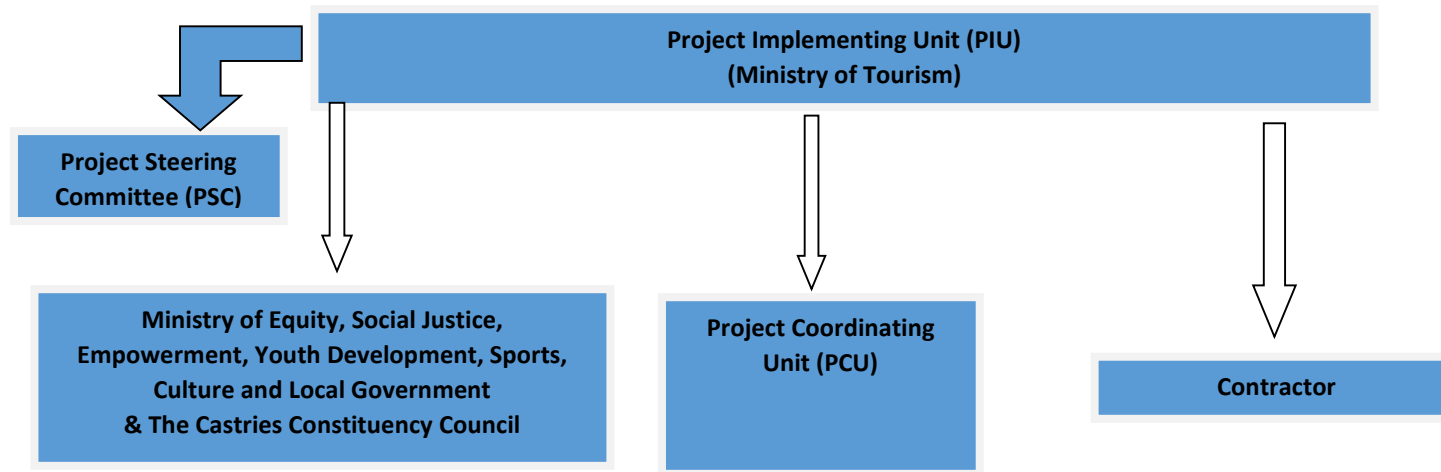 Project Implementing Unit (PIU)
(Ministry of Tourism)
Project Steering
Committee (PSC)
Ministry of Equity, Social Justice,
Empowerment, Youth Development, Sports,
Culture and Local Government
& The Castries Constituency Council
Project Coordinating
Unit (PCU)
Contractor